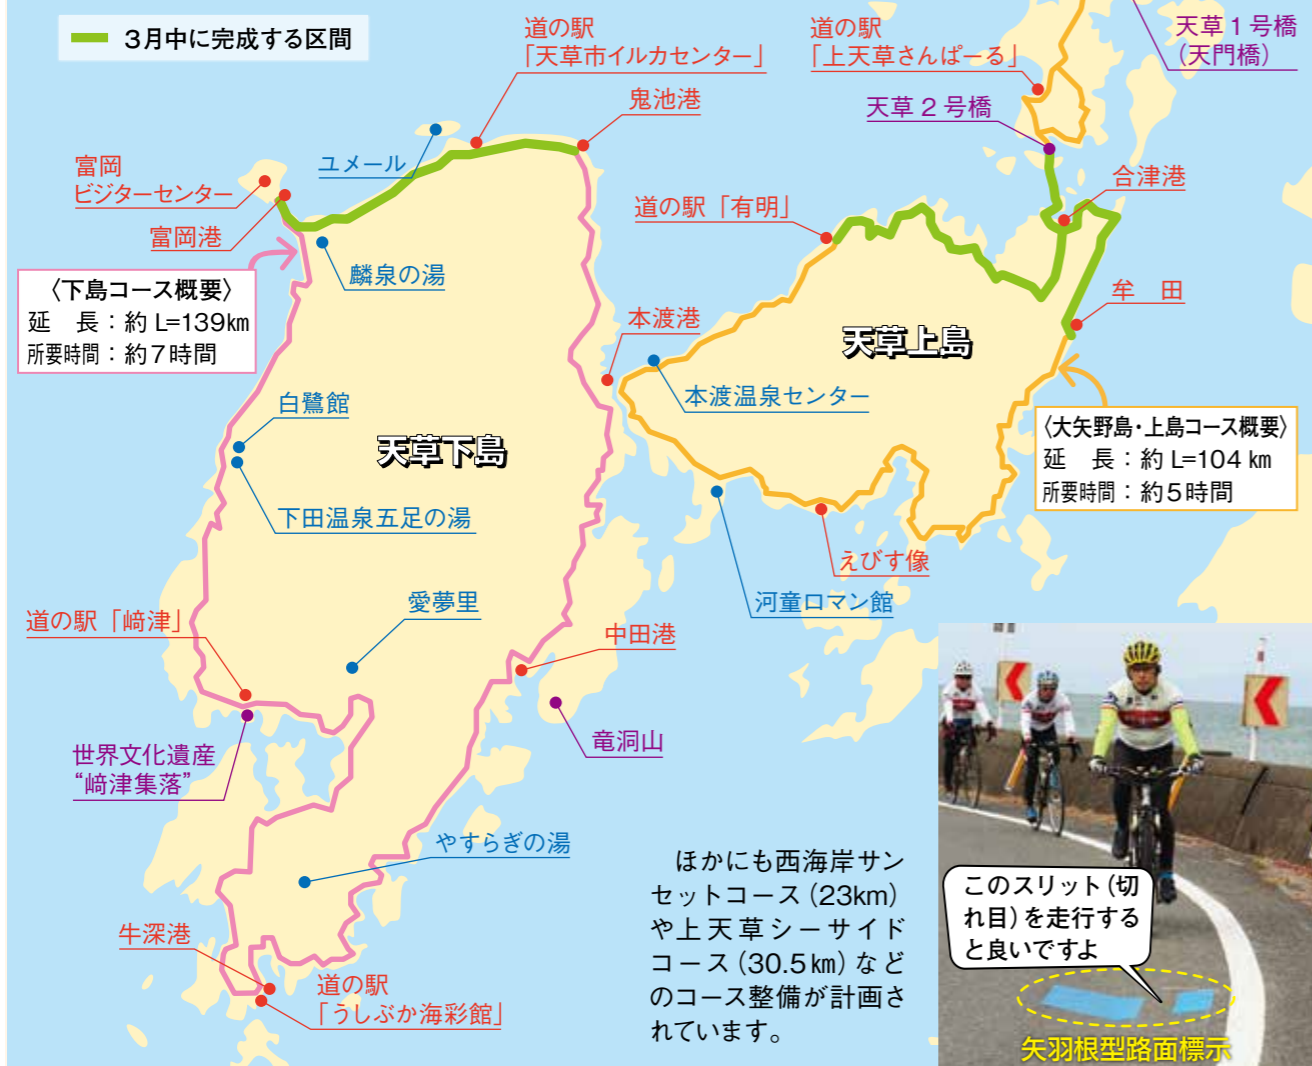 3月中に完成する区間
道の駅
「天草市イルカセンター」
道の駅
「上天草さんぱーる」
天草1号橋
(天門橋)
鬼池港
天草2号橋
ユメール
富岡
ビジターセンター
合津港
道の駅「有明」
富岡港
麟泉の湯
〈下島コース概要〉
延　長：約L=139km
所要時間：約7時間
牟　田
本渡港
天草上島
本渡温泉センター
白鷺館
天草下島
〈大矢野島・上島コース概要〉
延　長：約L=104km
所要時間：約5時間
下田温泉五足の湯
えびす像
河童ロマン館
愛夢里
道の駅「﨑津」
中田港
竜洞山
世界文化遺産
“﨑津集落”
やすらぎの湯
牛深港
道の駅
「うしぶか海彩館」
ほかにも西海岸サン
セットコース(23km)
や上天草シーサイド
コース(30.5km)など
のコース整備が計画さ
れています。
このスリット(切
れ目)を走行する
と良いですよ
矢羽根型路面標示